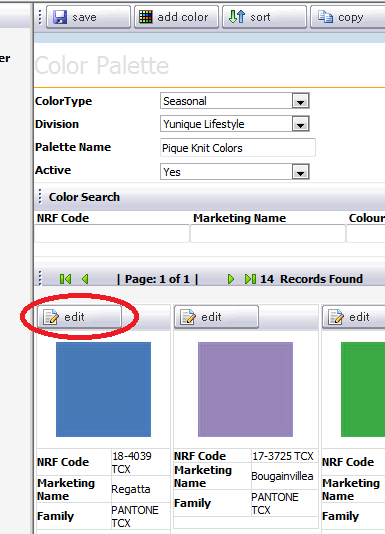 save add color sort copy
er
Color Palette
ColorType Seasonal
Division Yunique Lifestyle
Palette Name Pique Knit Colors
Active Yes
Color Search
NRF Code Marketing Name Colour
| Page: 1 of 1 | 14 Records Found
edit edit edit
NRF Code 18-4039 TCX
Marketing Name Regatta
Family PANTONE TCX
NRF Code 17-3725 TCX
Marketing Name Bougainvillea
Family PANTONE TCX
NRF Code
Marketing Name
Family